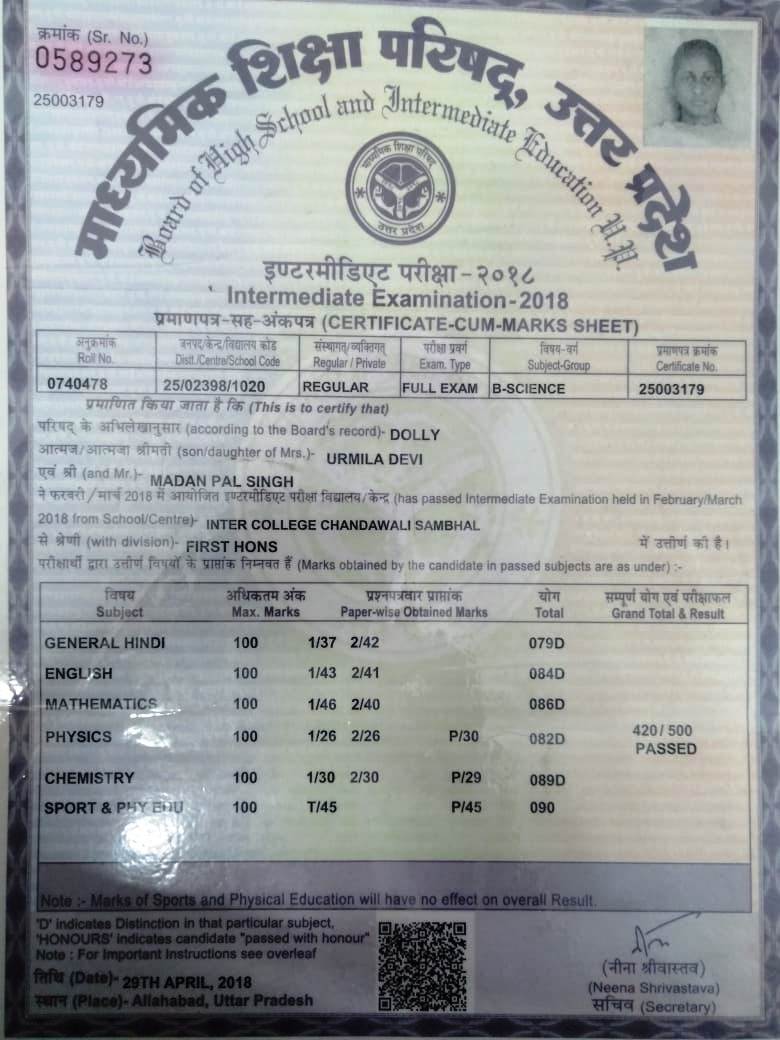 क्रमांक (Sr. No.)
0589273
25003179
माध्यमिक शिक्षा परिषद्, उत्तर प्रदेश
Board of High School and Intermediate Education U.P.
माध्यमिक शिक्षा परिषद्
उत्तर प्रदेश
इण्टरमीडिएट परीक्षा-२०१८
Intermediate Examination-2018
प्रमाणपत्र-सह-अंकपत्र (CERTIFICATE-CUM-MARKS SHEET)
अनुक्रमांक जनपद/केन्द्र/विद्यालय कोड संस्थागत/व्यक्तिगत परीक्षा प्रवर्ग विषय-वर्ग प्रमाणपत्र क्रमांक
Roll No. Distt./Centre/School Code Regular / Private Exam. Type Subject-Group Certificate No.
0740478 25/02398/1020 REGULAR FULL EXAM B-SCIENCE 25003179
प्रमाणित किया जाता है कि (This is to certify that)
परिषद् के अभिलेखानुसार (according to the Board's record)- DOLLY
आत्मज/आत्मजा श्रीमती (son/daughter of Mrs.)- URMILA DEVI
एवं श्री (and Mr.)- MADAN PAL SINGH
ने फरवरी/मार्च 2018 में आयोजित इण्टरमीडिएट परीक्षा विद्यालय/केन्द्र (has passed Intermediate Examination held in February/March
2018 from School/Centre)- INTER COLLEGE CHANDAWALI SAMBHAL
से श्रेणी (with division)- FIRST HONS में उत्तीर्ण की है।
परीक्षार्थी द्वारा उत्तीर्ण विषयों के प्राप्तांक निम्नवत हैं (Marks obtained by the candidate in passed subjects are as under) :-
विषय अधिकतम अंक प्रश्नपत्रवार प्राप्तांक योग सम्पूर्ण योग एवं परीक्षाफल
Subject Max. Marks Paper-wise Obtained Marks Total Grand Total & Result
GENERAL HINDI 100 1/37 2/42 079D
ENGLISH 100 1/43 2/41 084D
MATHEMATICS 100 1/46 2/40 086D
PHYSICS 100 1/26 2/26 P/30 082D 420/500
PASSED
CHEMISTRY 100 1/30 2/30 P/29 089D
SPORT & PHY EDU 100 T/45 P/45 090
Note :- Marks of Sports and Physical Education will have no effect on overall Result.
'D' indicates Distinction in that particular subject,
'HONOURS' indicates candidate "passed with honour"
Note : For Important Instructions see overleaf
तिथि (Date)- 29TH APRIL, 2018
स्थान (Place)- Allahabad, Uttar Pradesh
(नीना श्रीवास्तव)
(Neena Shrivastava)
सचिव (Secretary)